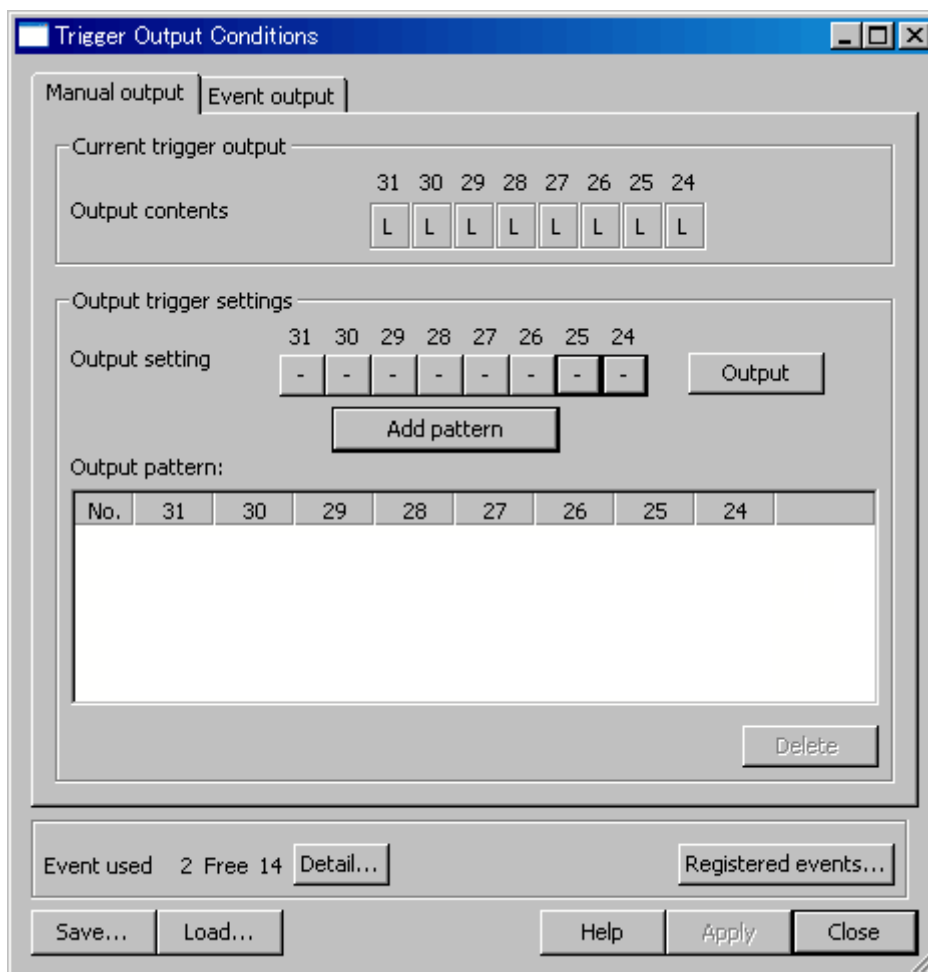 Trigger Output Conditions
Manual output Event output
Current trigger output
31 30 29 28 27 26 25 24
Output contents L L L L L L L L
Output trigger settings
31 30 29 28 27 26 25 24
Output setting - - - - - - - - Output
Add pattern
Output pattern:
No. 31 30 29 28 27 26 25 24
Delete
Event used 2 Free 14 Detail... Registered events...
Save... Load... Help Apply Close